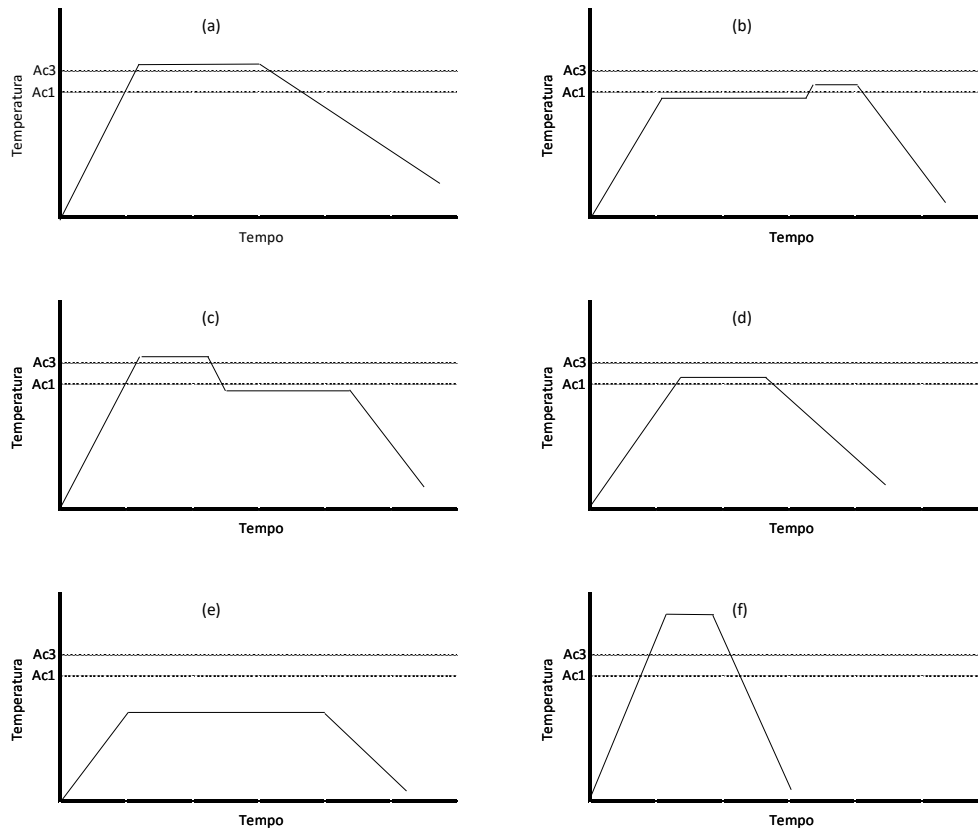 (a)
Ac3
Ac1
Temperatura
Tempo
(b)
Ac3
Ac1
Temperatura
Tempo
(c)
Ac3
Ac1
Temperatura
Tempo
(d)
Ac3
Ac1
Temperatura
Tempo
(e)
Ac3
Ac1
Temperatura
Tempo
(f)
Ac3
Ac1
Temperatura
Tempo